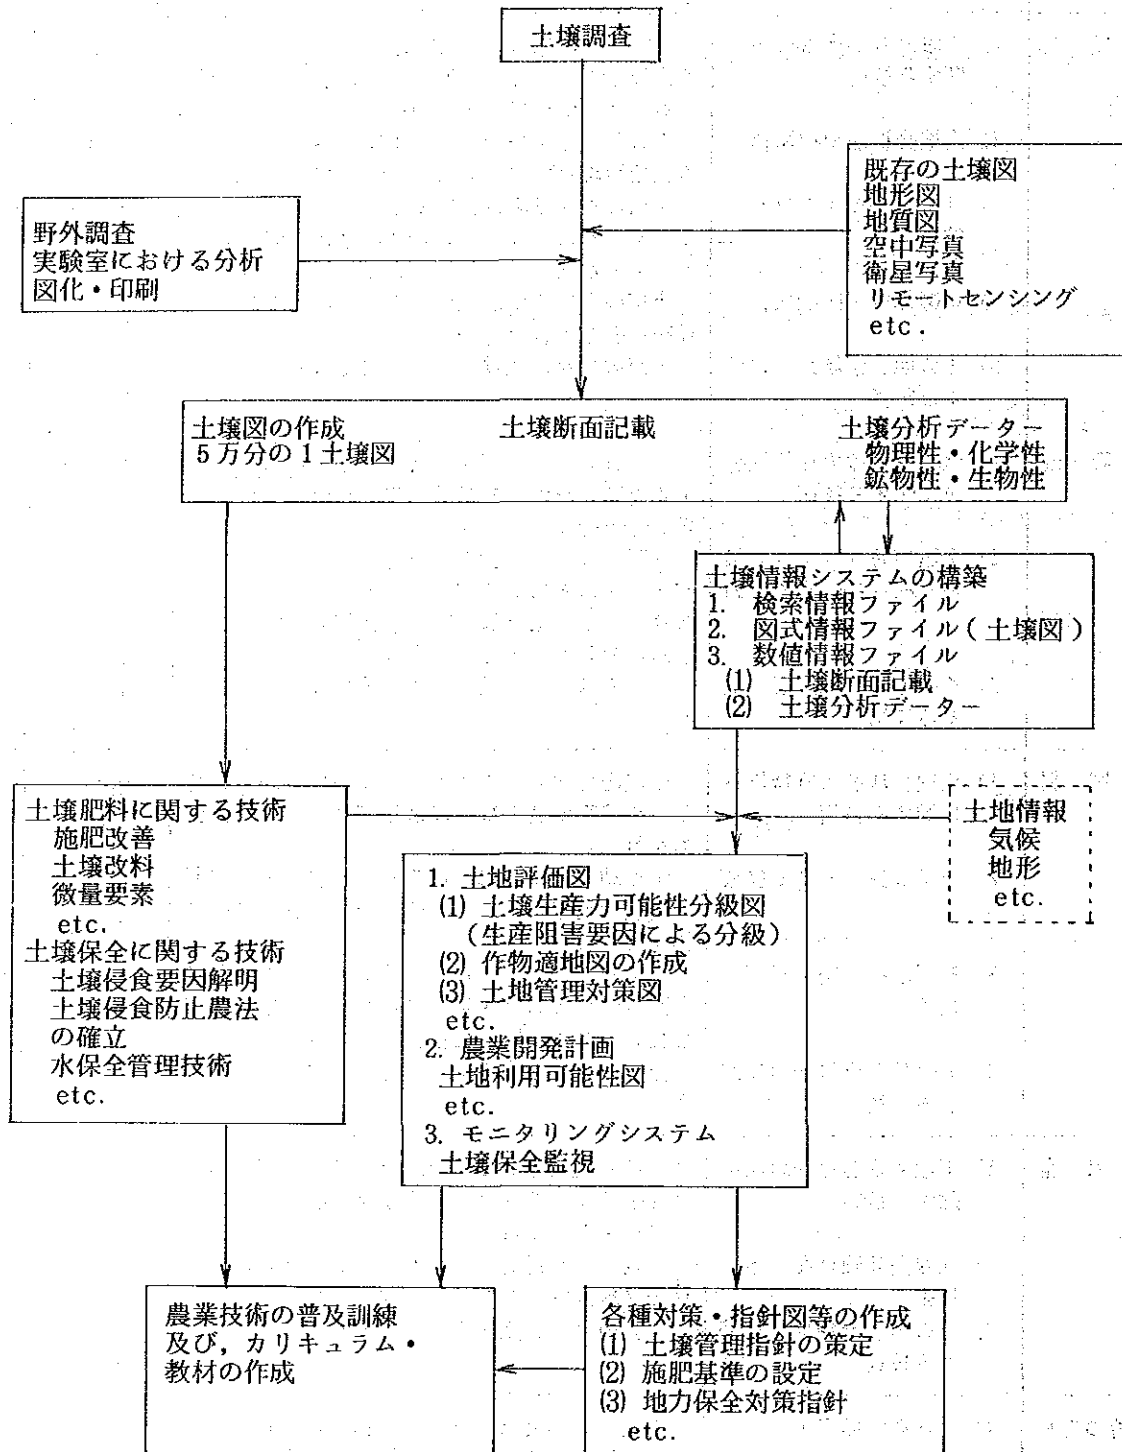 土壌調査
既存の土壌図
地形図
地質図
空中写真
衛星写真
リモートセンシング
etc.
野外調査
実験室における分析
図化・印刷
土壌図の作成
5万分の1土壌図
土壌断面記載
土壌分析データー
物理性・化学性
鉱物性・生物性
土壌情報システムの構築
1. 検索情報ファイル
2. 図式情報ファイル(土壌図)
3. 数値情報ファイル
(1) 土壌断面記載
(2) 土壌分析データー
土壌肥料に関する技術
施肥改善
土壌改料
微量要素
etc.
土壌保全に関する技術
土壌侵食要因解明
土壌侵食防止農法
の確立
水保全管理技術
etc.
土地情報
気候
地形
etc.
1. 土地評価図
(1) 土壌生産力可能性分級図
(生産阻害要因による分級)
(2) 作物適地図の作成
(3) 土地管理対策図
etc.
2. 農業開発計画
土地利用可能性図
etc.
3. モニタリングシステム
土壌保全監視
農業技術の普及訓練
及び,カリキュラム・
教材の作成
各種対策・指針図等の作成
(1) 土壌管理指針の策定
(2) 施肥基準の設定
(3) 地力保全対策指針
etc.